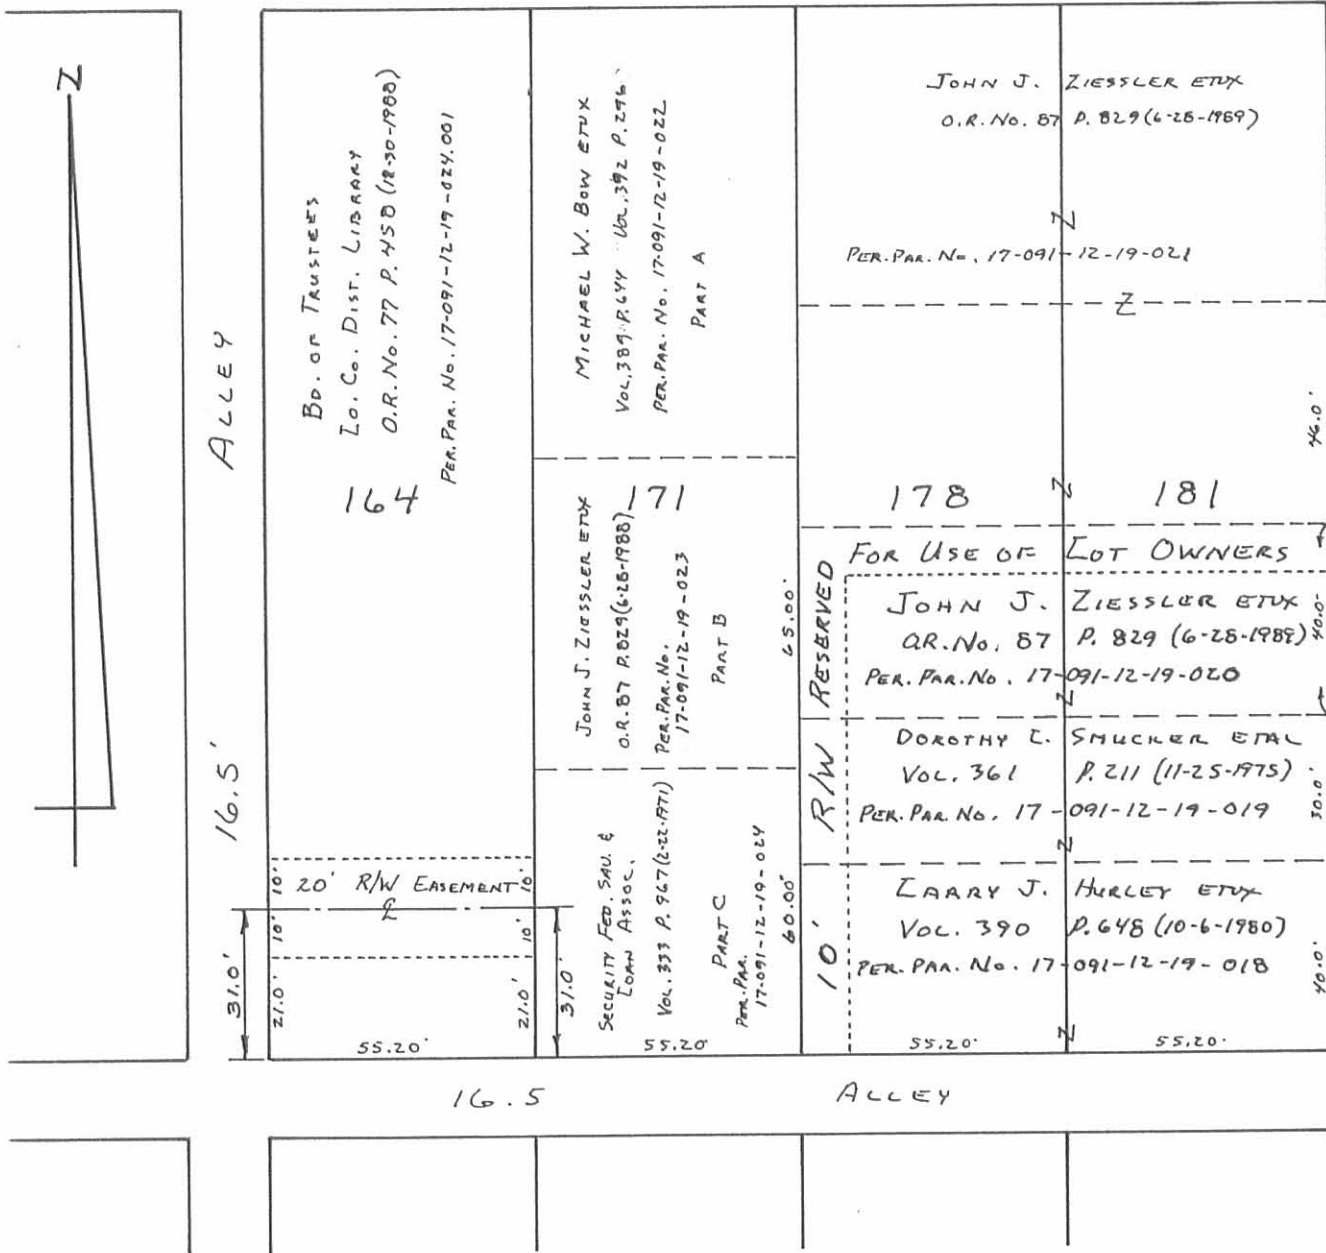 N
ALLEY
16.5'
BD. OF TRUSTEES
LO. CO. DIST. LIBRARY
O.R. No. 77 P. 458 (12-30-1988)
PER. PAR. No. 17-091-12-19-024.001
164
20' R/W EASEMENT
10'
10'
10'
10'
℄
31.0'
21.0'
21.0'
31.0'
55.20'
MICHAEL W. BOW ETUX
VOL. 389 P. 644 VOL. 392 P. 296
PER. PAR. No. 17-091-12-19-022
PART A
171
JOHN J. ZIESSLER ETUX
O.R. 87 P. 829 (6-28-1988)
PER. PAR. No.
17-091-12-19-023
PART B
65.00'
SECURITY FED. SAV. &
LOAN ASSOC.
VOL. 333 P. 967 (2-22-1971)
PART C
PER. PAR.
17-091-12-19-024
60.00'
55.20'
JOHN J. ZIESSLER ETUX
O.R. No. 87 P. 829 (6-28-1989)
Z
PER. PAR. No. 17-091-12-19-021
Z
46.0'
178
Z
181
10' R/W RESERVED
FOR USE OF LOT OWNERS
JOHN J. ZIESSLER ETUX
O.R. No. 87 P. 829 (6-28-1989)
PER. PAR. No. 17-091-12-19-020
40.0'
Z
DOROTHY L. SMUCKER ETAL
VOL. 361 P. 211 (11-25-1975)
PER. PAR. No. 17-091-12-19-019
30.0'
Z
LARRY J. HURLEY ETUX
VOL. 390 P. 648 (10-6-1980)
PER. PAR. No. 17-091-12-19-018
40.0'
Z
55.20'
55.20'
16.5 ALLEY